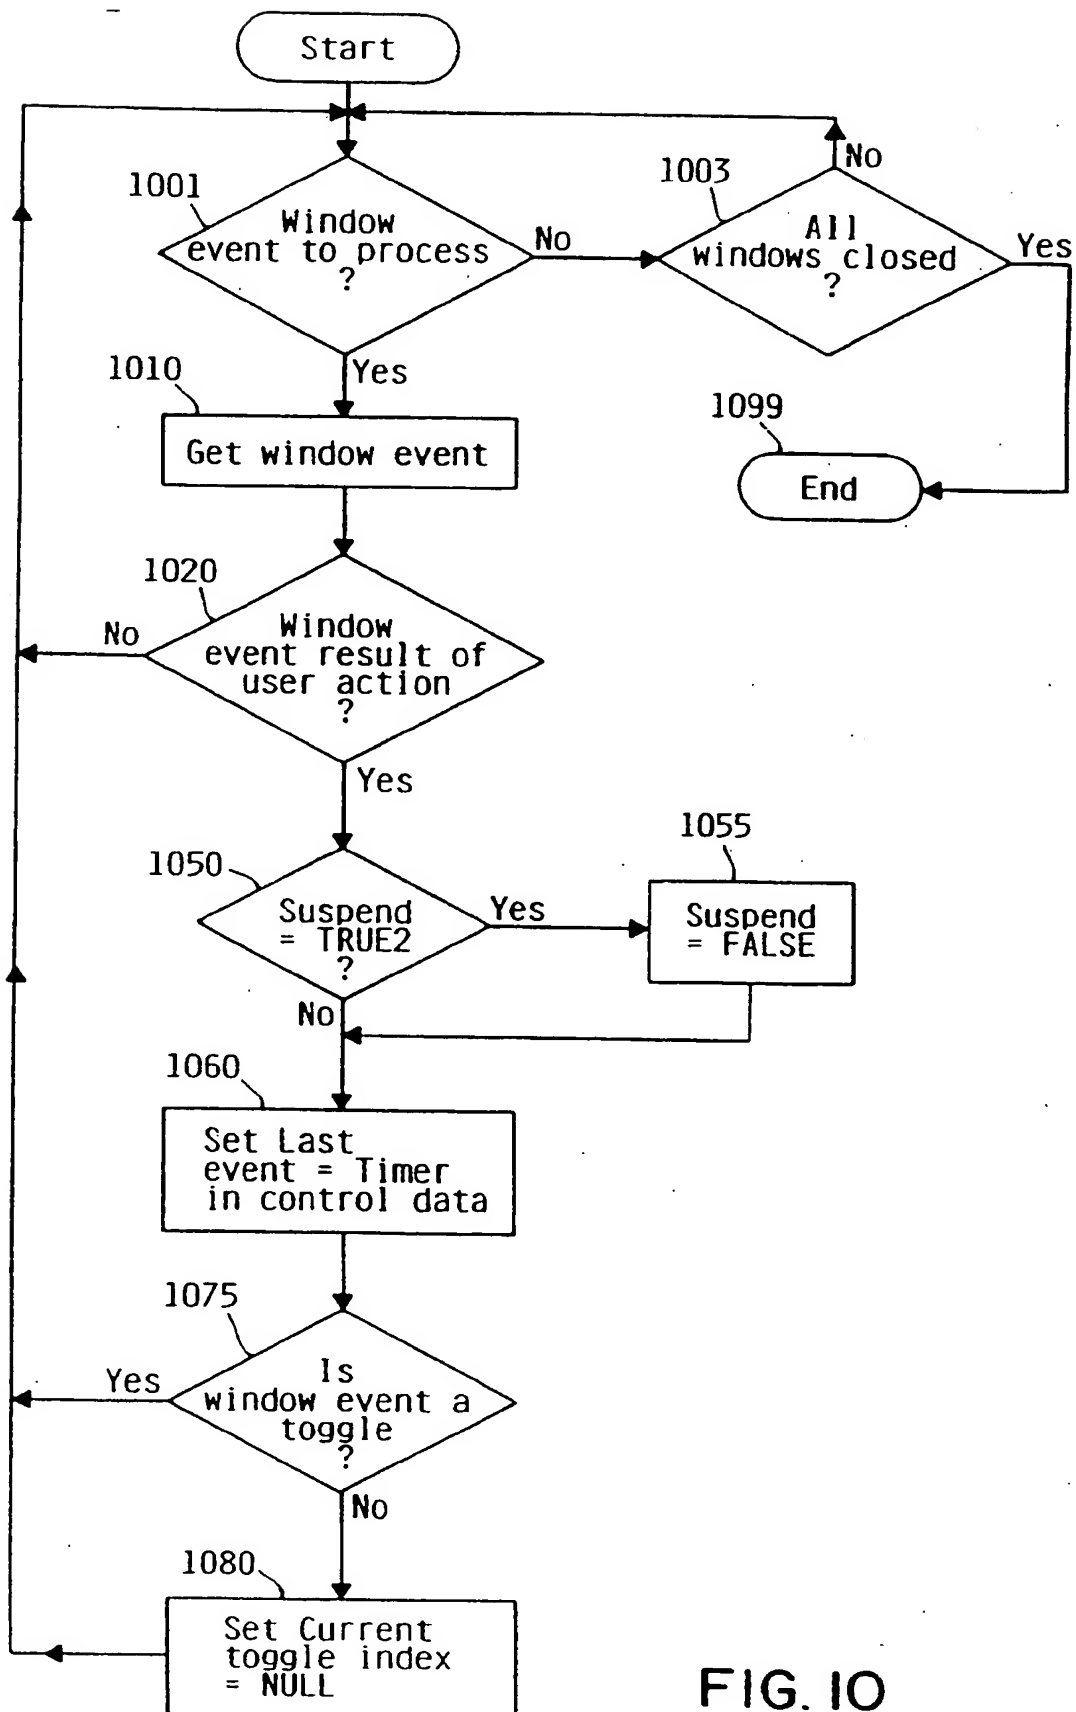 Start
1001
Window
event to process
?
No
Yes
1003
All
windows closed
?
No
Yes
1010
Get window event
1099
End
1020
Window
event result of
user action
?
No
Yes
1050
Suspend
= TRUE2
?
Yes
No
1055
Suspend
= FALSE
1060
Set Last
event = Timer
in control data
1075
Is
window event a
toggle
?
Yes
No
1080
Set Current
toggle index
= NULL
FIG. 10